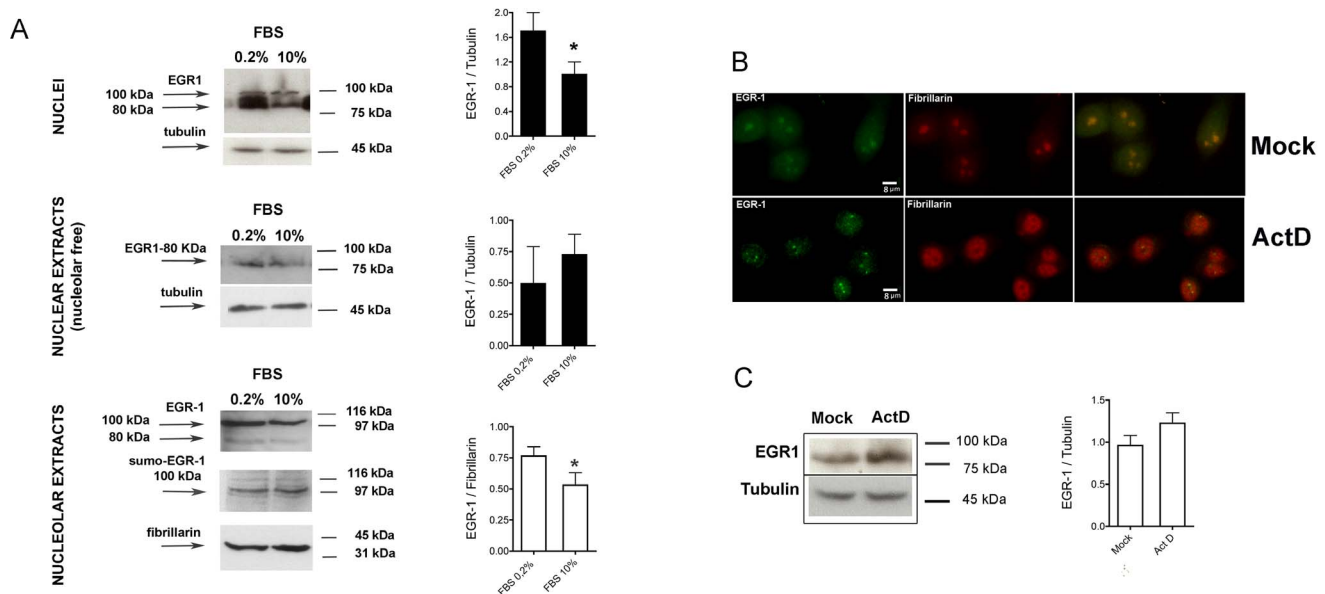 A
FBS
0.2% 10%
NUCLEI
EGR1
100 kDa
80 kDa
tubulin
100 kDa
75 kDa
45 kDa
EGR-1 / Tubulin
2.0
1.6
1.2
0.8
0.4
0.0
*
FBS 0.2%
FBS 10%
NUCLEAR EXTRACTS
(nucleolar free)
FBS
0.2% 10%
EGR1-80 KDa
tubulin
100 kDa
75 kDa
45 kDa
EGR-1 / Tubulin
1.00
0.75
0.50
0.25
0.00
FBS 0.2%
FBS 10%
NUCLEOLAR EXTRACTS
FBS
0.2% 10%
EGR-1
100 kDa
80 kDa
sumo-EGR-1
100 kDa
fibrillarin
116 kDa
97 kDa
116 kDa
97 kDa
45 kDa
31 kDa
EGR-1 / Fibrillarin
1.00
0.75
0.50
0.25
0.00
*
FBS 0.2%
FBS 10%
B
EGR-1
Fibrillarin
8 µm
Mock
EGR-1
Fibrillarin
8 µm
ActD
C
Mock ActD
EGR1
Tubulin
100 kDa
75 kDa
45 kDa
EGR-1 / Tubulin
1.5
1.0
0.5
0.0
Mock
Act D